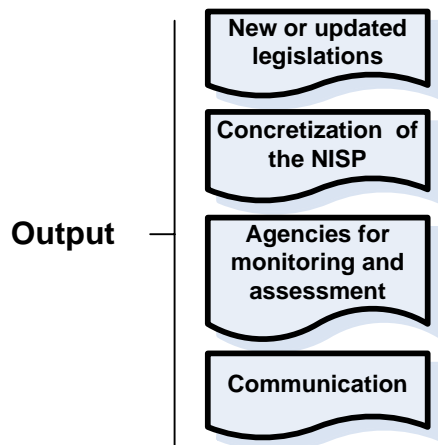 New or updated
legislations
Concretization of
the NISP
Output
Agencies for
monitoring and
assessment
Communication